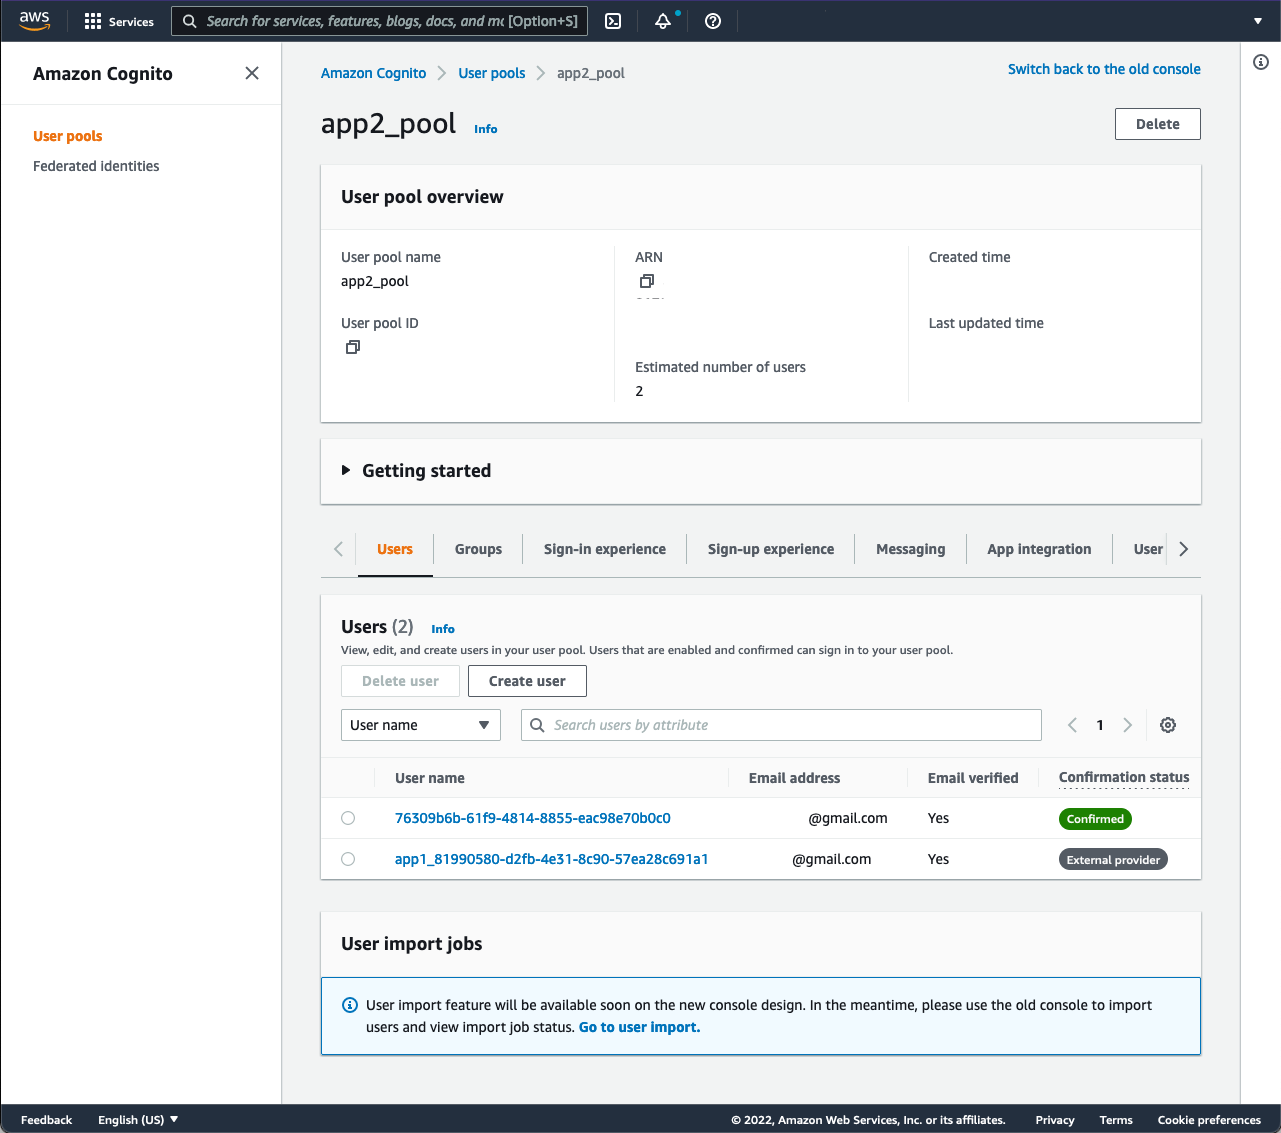 aws
Services
Search for services, features, blogs, docs, and mo [Option+S]
Amazon Cognito
User pools
Federated identities
Amazon Cognito
User pools
app2_pool
Switch back to the old console
app2_pool
Info
Delete
User pool overview
User pool name
app2_pool
User pool ID
ARN
Estimated number of users
2
Created time
Last updated time
Getting started
Users
Groups
Sign-in experience
Sign-up experience
Messaging
App integration
User
Users (2)
Info
View, edit, and create users in your user pool. Users that are enabled and confirmed can sign in to your user pool.
Delete user
Create user
User name
Search users by attribute
1
User name
Email address
Email verified
Confirmation status
76309b6b-61f9-4814-8855-eac98e70b0c0
@gmail.com
Yes
Confirmed
app1_81990580-d2fb-4e31-8c90-57ea28c691a1
@gmail.com
Yes
External provider
User import jobs
User import feature will be available soon on the new console design. In the meantime, please use the old console to import
users and view import job status. Go to user import.
Feedback
English (US)
© 2022, Amazon Web Services, Inc. or its affiliates.
Privacy
Terms
Cookie preferences